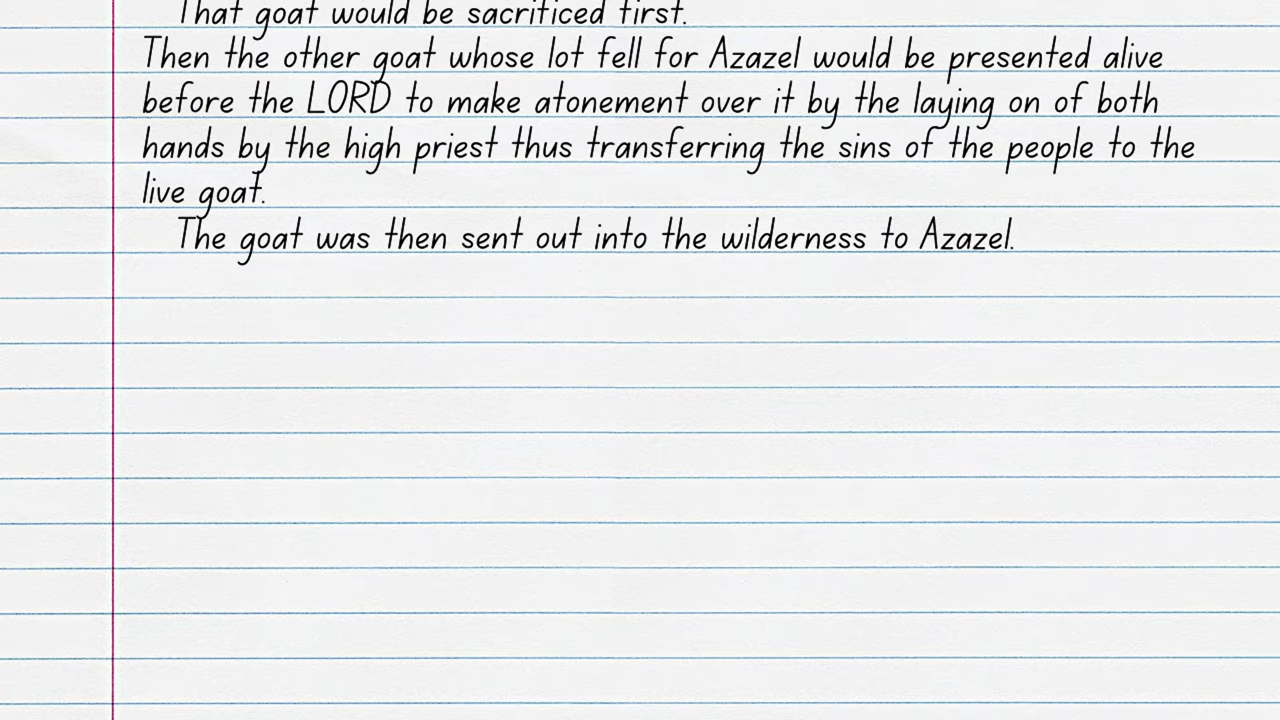 That goat would be sacrificed first.
Then the other goat whose lot fell for Azazel would be presented alive
before the LORD to make atonement over it by the laying on of both
hands by the high priest thus transferring the sins of the people to the
live goat.
The goat was then sent out into the wilderness to Azazel.